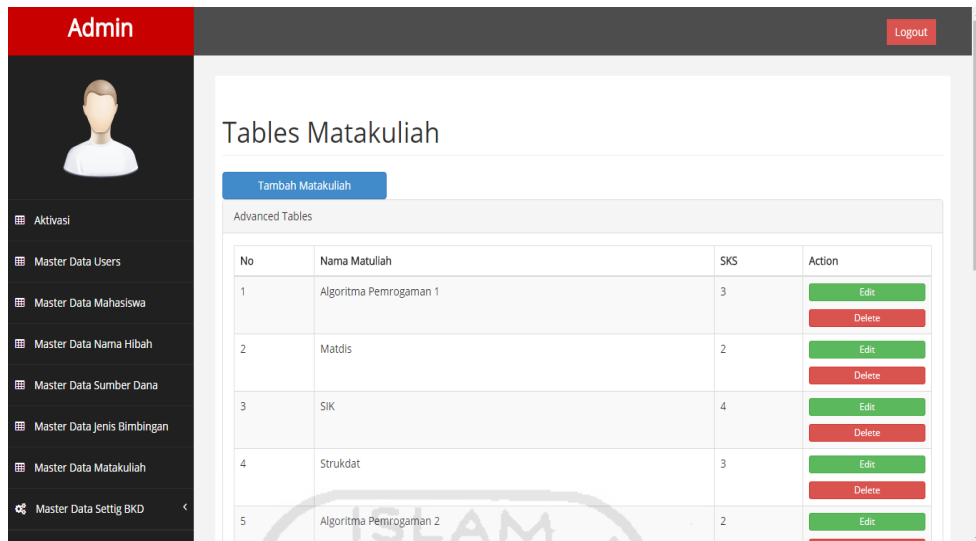 Admin
Logout
Aktivasi
Master Data Users
Master Data Mahasiswa
Master Data Nama Hibah
Master Data Sumber Dana
Master Data Jenis Bimbingan
Master Data Matakuliah
Master Data Settig BKD
Tables Matakuliah
Tambah Matakuliah
Advanced Tables
No Nama Matuliah SKS Action
1 Algoritma Pemrogaman 1 3 Edit
Delete
2 Matdis 2 Edit
Delete
3 SIK 4 Edit
Delete
4 Strukdat 3 Edit
Delete
5 Algoritma Pemrogaman 2 2 Edit
ISLAM